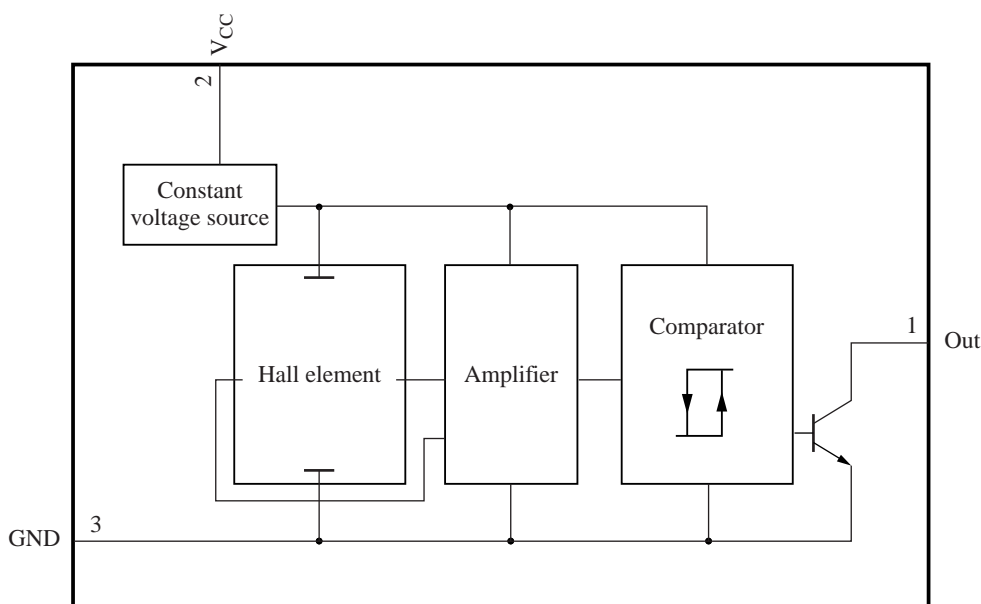 VCC
2
Constant
voltage source
Comparator
1
Out
Hall element
Amplifier
3
GND